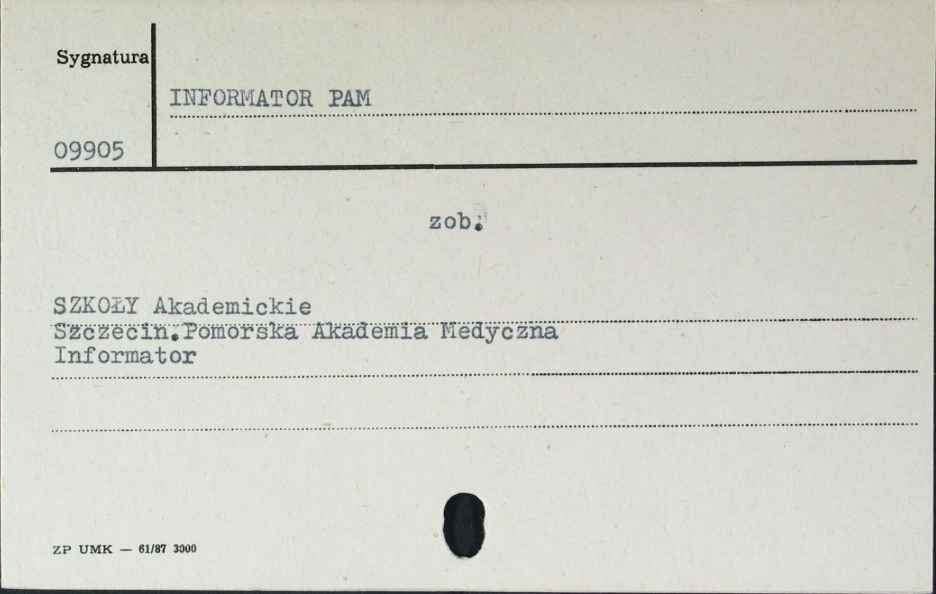 Sygnatura
INFORMATOR PAM
09905
zob.
SZKOŁY Akademickie
Szczecin.Pomorska Akademia Medyczna
Informator
ZP UMK — 61/87 3000